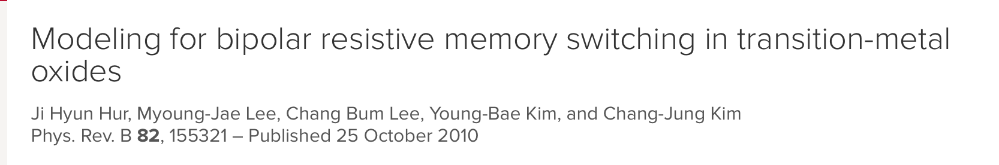 Modeling for bipolar resistive memory switching in transition-metal
oxides
Ji Hyun Hur, Myoung-Jae Lee, Chang Bum Lee, Young-Bae Kim, and Chang-Jung Kim
Phys. Rev. B 82, 155321 – Published 25 October 2010